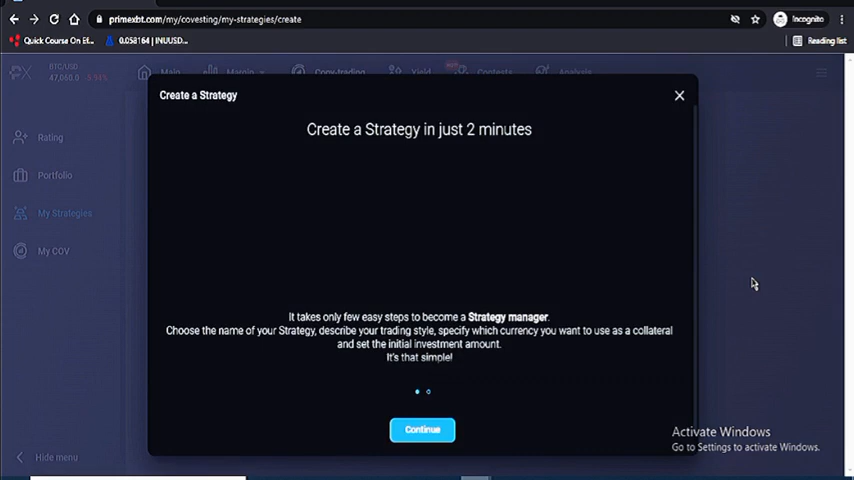 primexbt.com/my/covesting/my-strategies/create
Incognito
Quick Course On Ef...
0.058164 | INUUSD...
Reading list
BTC/USD
47,060.0
Main
Margin
Copy-trading
Yield
Contests
Analysis
Create a Strategy
Create a Strategy in just 2 minutes
Rating
Portfolio
My Strategies
My COV
It takes only few easy steps to become a Strategy manager.
Choose the name of your Strategy, describe your trading style, specify which currency you want to use as a collateral
and set the initial investment amount.
It's that simple!
Continue
Activate Windows
Go to Settings to activate Windows.
Hide menu